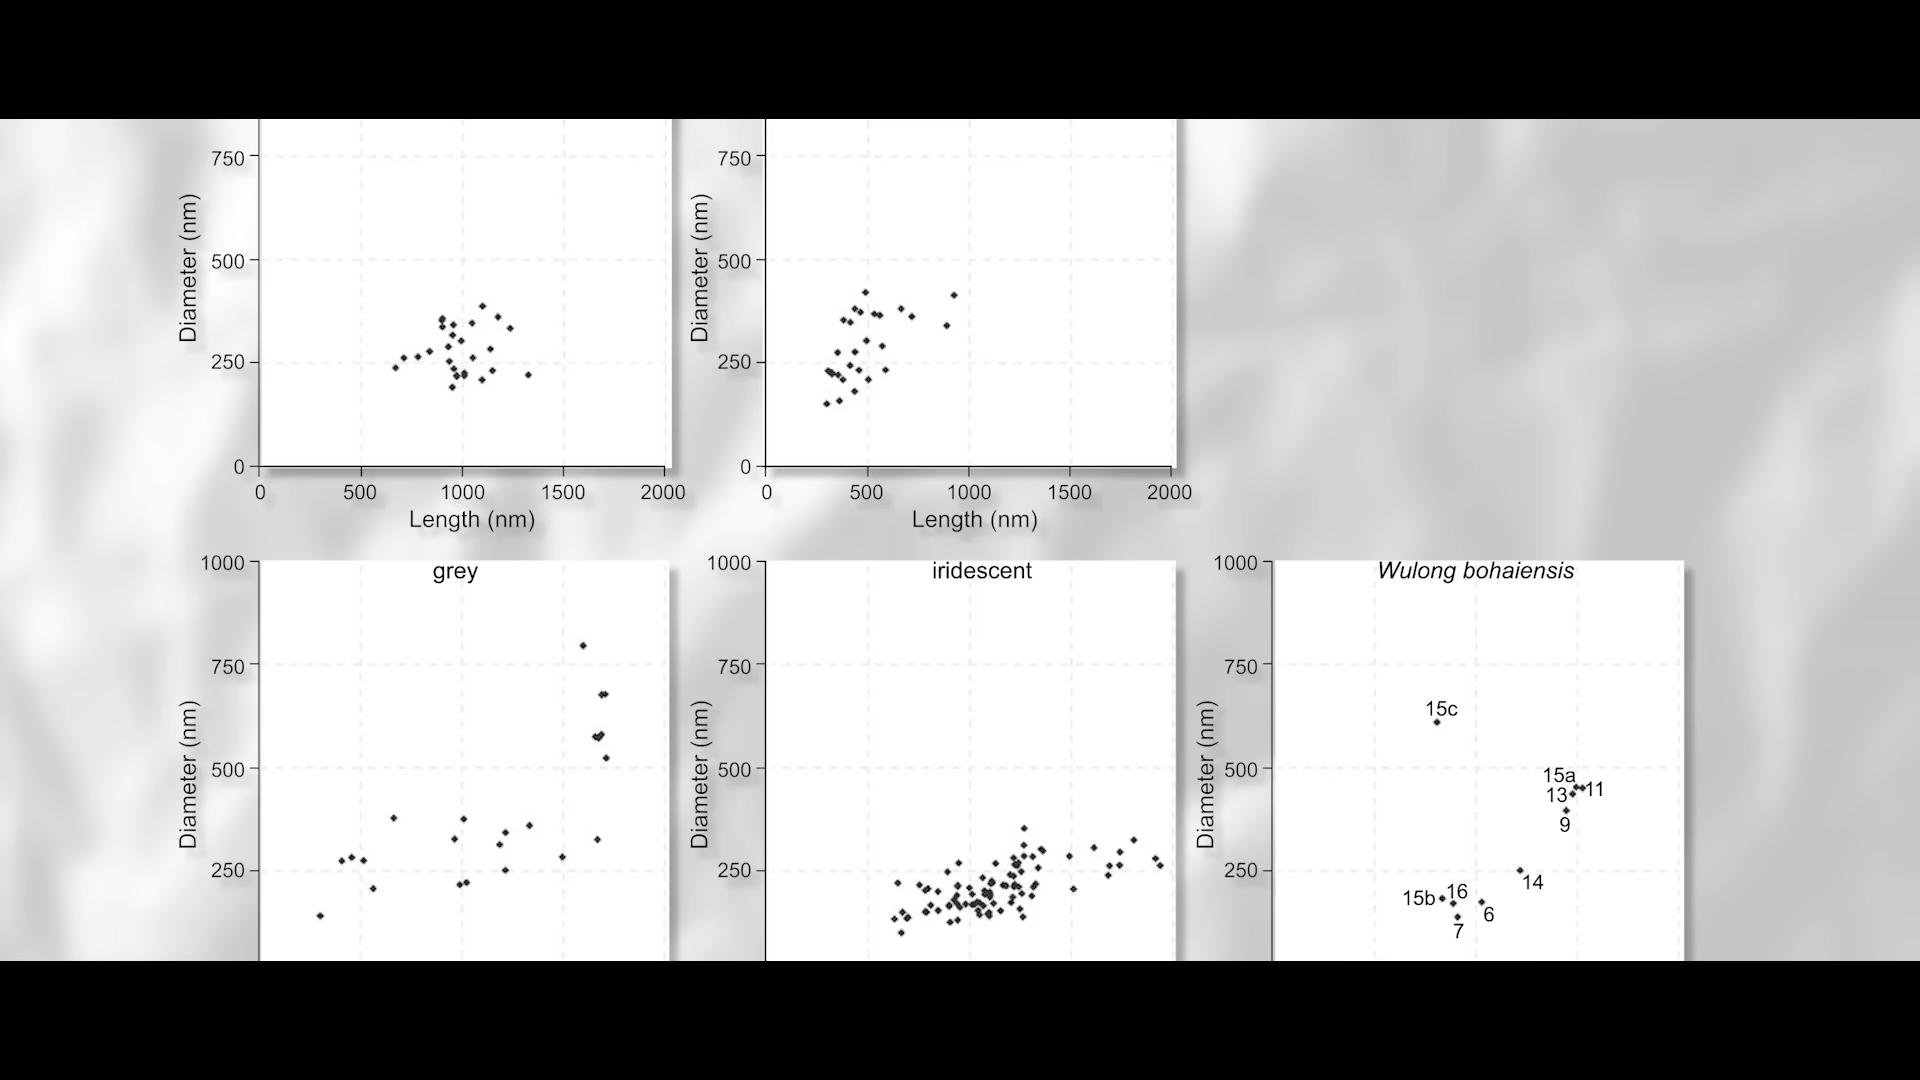 750
500
250
0
Diameter (nm)
0 500 1000 1500 2000
Length (nm)
750
500
250
0
Diameter (nm)
0 500 1000 1500 2000
Length (nm)
grey
1000
750
500
250
Diameter (nm)
iridescent
1000
750
500
250
Diameter (nm)
Wulong bohaiensis
1000
750
500
250
Diameter (nm)
15c
15a
11
13
9
14
15b
16
6
7